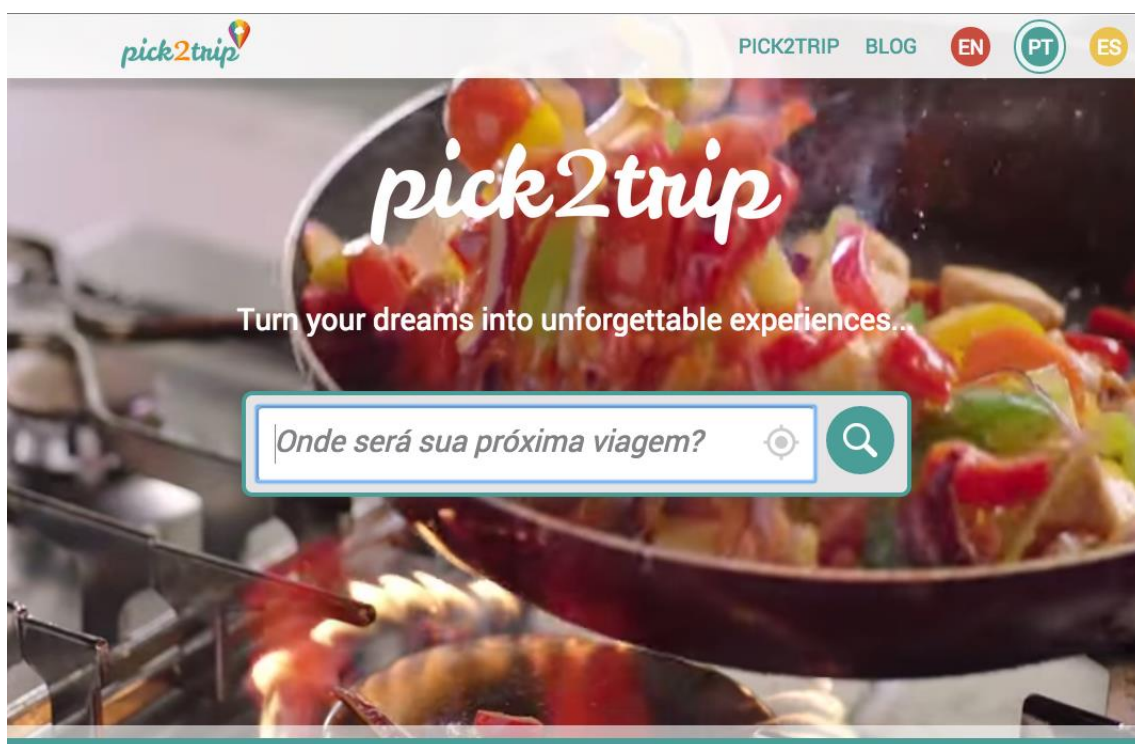 pick2trip
PICK2TRIP BLOG EN PT ES
pick2trip
Turn your dreams into unforgettable experiences...
Onde será sua próxima viagem?